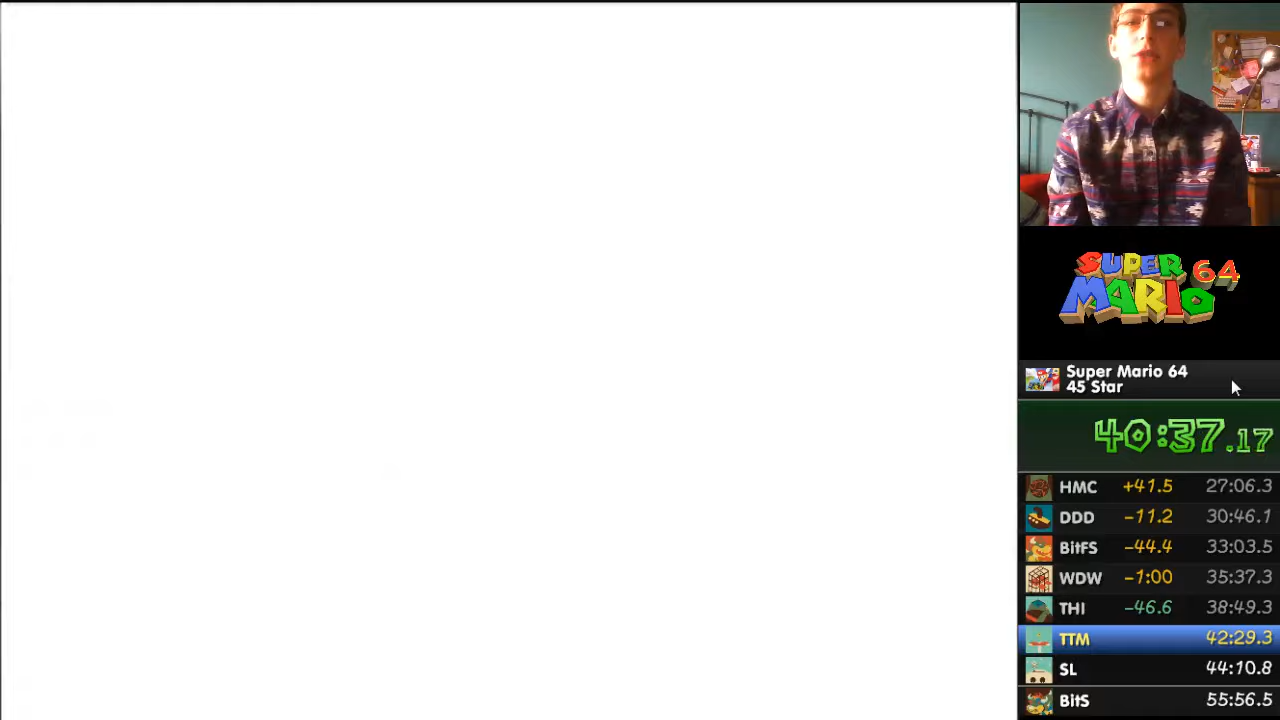 SUPER
MARIO 64
Super Mario 64
45 Star
40:37.17
HMC +41.5 27:06.3
DDD -11.2 30:46.1
BitFS -44.4 33:03.5
WDW -1:00 35:37.3
THI -46.6 38:49.3
TTM 42:29.3
SL 44:10.8
BitS 55:56.5